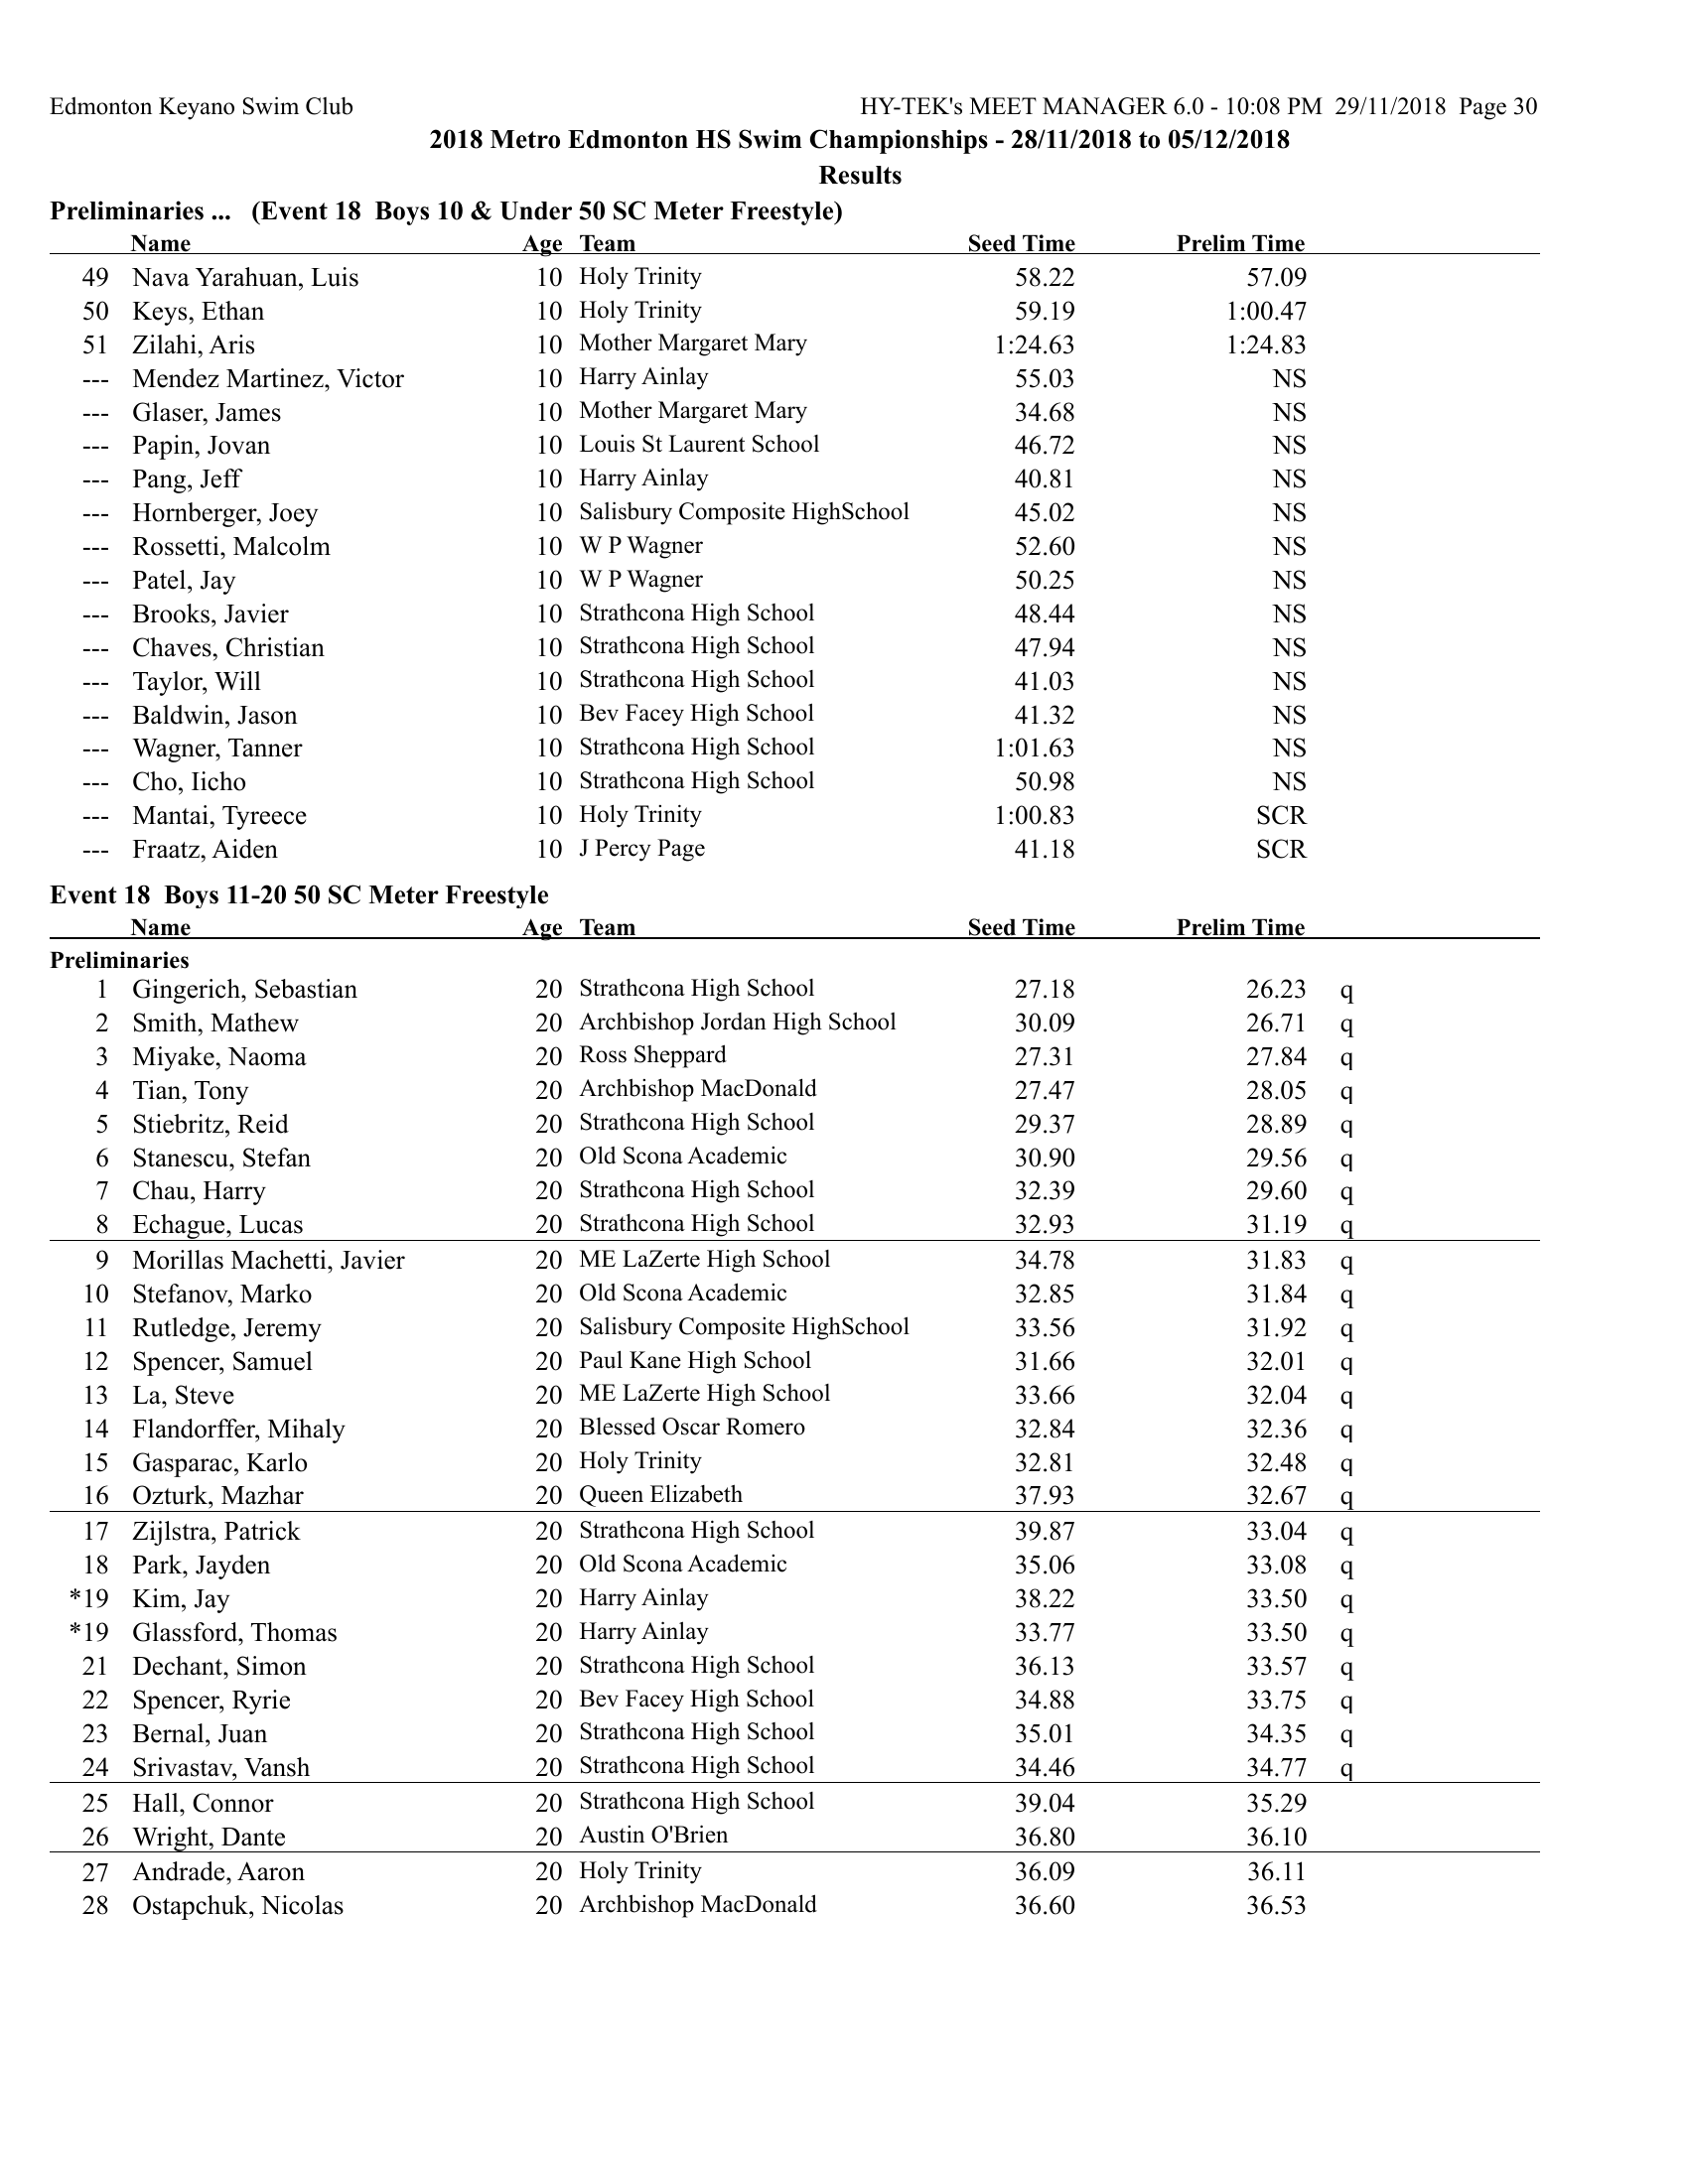 Edmonton Keyano Swim Club HY-TEK's MEET MANAGER 6.0 - 10:08 PM 29/11/2018 Page 30
2018 Metro Edmonton HS Swim Championships - 28/11/2018 to 05/12/2018
Results
Preliminaries ... (Event 18 Boys 10 & Under 50 SC Meter Freestyle)
Name Age Team Seed Time Prelim Time
49 Nava Yarahuan, Luis 10 Holy Trinity 58.22 57.09
50 Keys, Ethan 10 Holy Trinity 59.19 1:00.47
51 Zilahi, Aris 10 Mother Margaret Mary 1:24.63 1:24.83
--- Mendez Martinez, Victor 10 Harry Ainlay 55.03 NS
--- Glaser, James 10 Mother Margaret Mary 34.68 NS
--- Papin, Jovan 10 Louis St Laurent School 46.72 NS
--- Pang, Jeff 10 Harry Ainlay 40.81 NS
--- Hornberger, Joey 10 Salisbury Composite HighSchool 45.02 NS
--- Rossetti, Malcolm 10 W P Wagner 52.60 NS
--- Patel, Jay 10 W P Wagner 50.25 NS
--- Brooks, Javier 10 Strathcona High School 48.44 NS
--- Chaves, Christian 10 Strathcona High School 47.94 NS
--- Taylor, Will 10 Strathcona High School 41.03 NS
--- Baldwin, Jason 10 Bev Facey High School 41.32 NS
--- Wagner, Tanner 10 Strathcona High School 1:01.63 NS
--- Cho, Iicho 10 Strathcona High School 50.98 NS
--- Mantai, Tyreece 10 Holy Trinity 1:00.83 SCR
--- Fraatz, Aiden 10 J Percy Page 41.18 SCR
Event 18 Boys 11-20 50 SC Meter Freestyle
Name Age Team Seed Time Prelim Time
Preliminaries
1 Gingerich, Sebastian 20 Strathcona High School 27.18 26.23 q
2 Smith, Mathew 20 Archbishop Jordan High School 30.09 26.71 q
3 Miyake, Naoma 20 Ross Sheppard 27.31 27.84 q
4 Tian, Tony 20 Archbishop MacDonald 27.47 28.05 q
5 Stiebritz, Reid 20 Strathcona High School 29.37 28.89 q
6 Stanescu, Stefan 20 Old Scona Academic 30.90 29.56 q
7 Chau, Harry 20 Strathcona High School 32.39 29.60 q
8 Echague, Lucas 20 Strathcona High School 32.93 31.19 q
9 Morillas Machetti, Javier 20 ME LaZerte High School 34.78 31.83 q
10 Stefanov, Marko 20 Old Scona Academic 32.85 31.84 q
11 Rutledge, Jeremy 20 Salisbury Composite HighSchool 33.56 31.92 q
12 Spencer, Samuel 20 Paul Kane High School 31.66 32.01 q
13 La, Steve 20 ME LaZerte High School 33.66 32.04 q
14 Flandorffer, Mihaly 20 Blessed Oscar Romero 32.84 32.36 q
15 Gasparac, Karlo 20 Holy Trinity 32.81 32.48 q
16 Ozturk, Mazhar 20 Queen Elizabeth 37.93 32.67 q
17 Zijlstra, Patrick 20 Strathcona High School 39.87 33.04 q
18 Park, Jayden 20 Old Scona Academic 35.06 33.08 q
*19 Kim, Jay 20 Harry Ainlay 38.22 33.50 q
*19 Glassford, Thomas 20 Harry Ainlay 33.77 33.50 q
21 Dechant, Simon 20 Strathcona High School 36.13 33.57 q
22 Spencer, Ryrie 20 Bev Facey High School 34.88 33.75 q
23 Bernal, Juan 20 Strathcona High School 35.01 34.35 q
24 Srivastav, Vansh 20 Strathcona High School 34.46 34.77 q
25 Hall, Connor 20 Strathcona High School 39.04 35.29
26 Wright, Dante 20 Austin O'Brien 36.80 36.10
27 Andrade, Aaron 20 Holy Trinity 36.09 36.11
28 Ostapchuk, Nicolas 20 Archbishop MacDonald 36.60 36.53